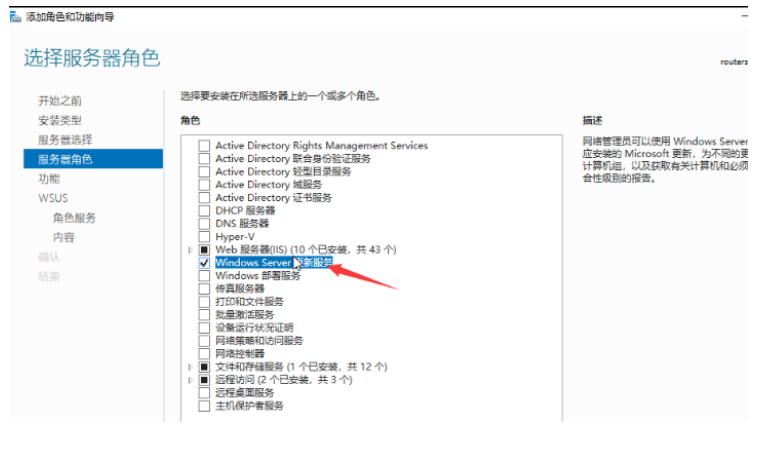 添加角色和功能向导
选择服务器角色
routers
开始之前
安装类型
服务器选择
服务器角色
功能
WSUS
角色服务
内容
确认
结果
选择要安装在所选服务器上的一个或多个角色。
角色
Active Directory Rights Management Services
Active Directory 联合身份验证服务
Active Directory 轻型目录服务
Active Directory 域服务
Active Directory 证书服务
DHCP 服务器
DNS 服务器
Hyper-V
Web 服务器(IIS) (10 个已安装，共 43 个)
Windows Server 更新服务
Windows 部署服务
传真服务器
打印和文件服务
批量激活服务
设备运行状况证明
网络策略和访问服务
网络控制器
文件和存储服务 (1 个已安装，共 12 个)
远程访问 (2 个已安装，共 3 个)
远程桌面服务
主机保护者服务
描述
网络管理员可以使用 Windows Server
应安装的 Microsoft 更新，为不同的更
计算机组，以及获取有关计算机和必须
合性级别的报告。